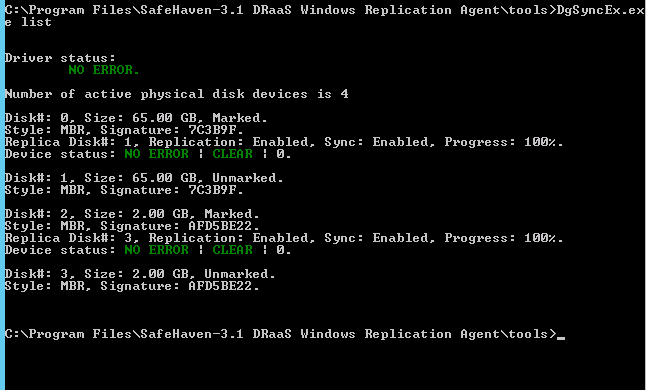 C:\Program Files\SafeHaven-3.1 DRaaS Windows Replication Agent\tools>DgSyncEx.ex
e list
Driver status:
NO ERROR.
Number of active physical disk devices is 4
Disk#: 0, Size: 65.00 GB, Marked.
Style: MBR, Signature: 7C3B9F.
Replica Disk#: 1, Replication: Enabled, Sync: Enabled, Progress: 100%.
Device status: NO ERROR | CLEAR | 0.
Disk#: 1, Size: 65.00 GB, Unmarked.
Style: MBR, Signature: 7C3B9F.
Disk#: 2, Size: 2.00 GB, Marked.
Style: MBR, Signature: AFD5BE22.
Replica Disk#: 3, Replication: Enabled, Sync: Enabled, Progress: 100%.
Device status: NO ERROR | CLEAR | 0.
Disk#: 3, Size: 2.00 GB, Unmarked.
Style: MBR, Signature: AFD5BE22.
C:\Program Files\SafeHaven-3.1 DRaaS Windows Replication Agent\tools>_